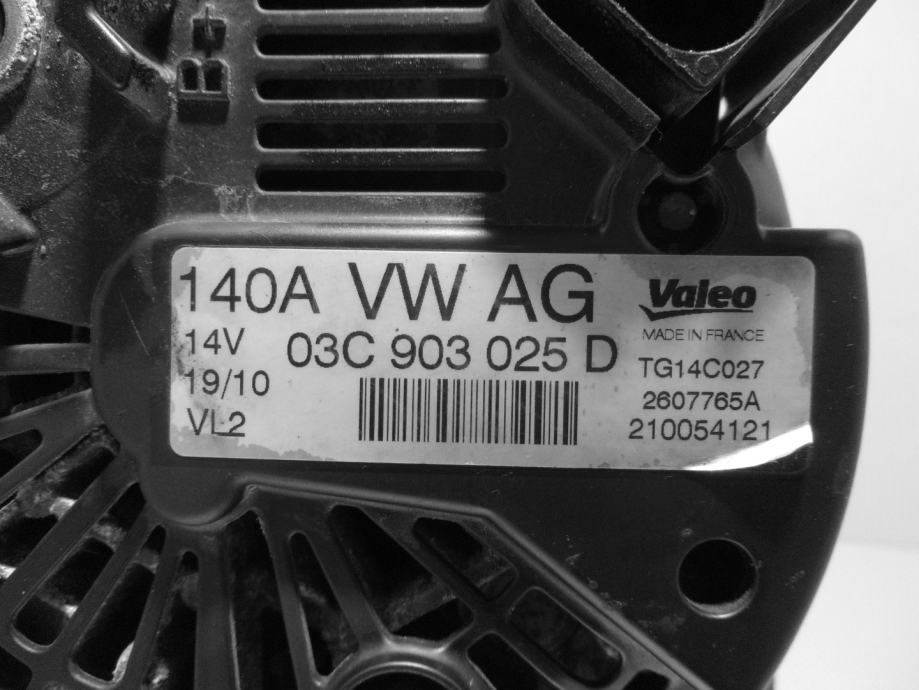 B+
140A VW AG
14V 03C 903 025 D
19/10
VL2
Valeo
MADE IN FRANCE
TG14C027
2607765A
210054121